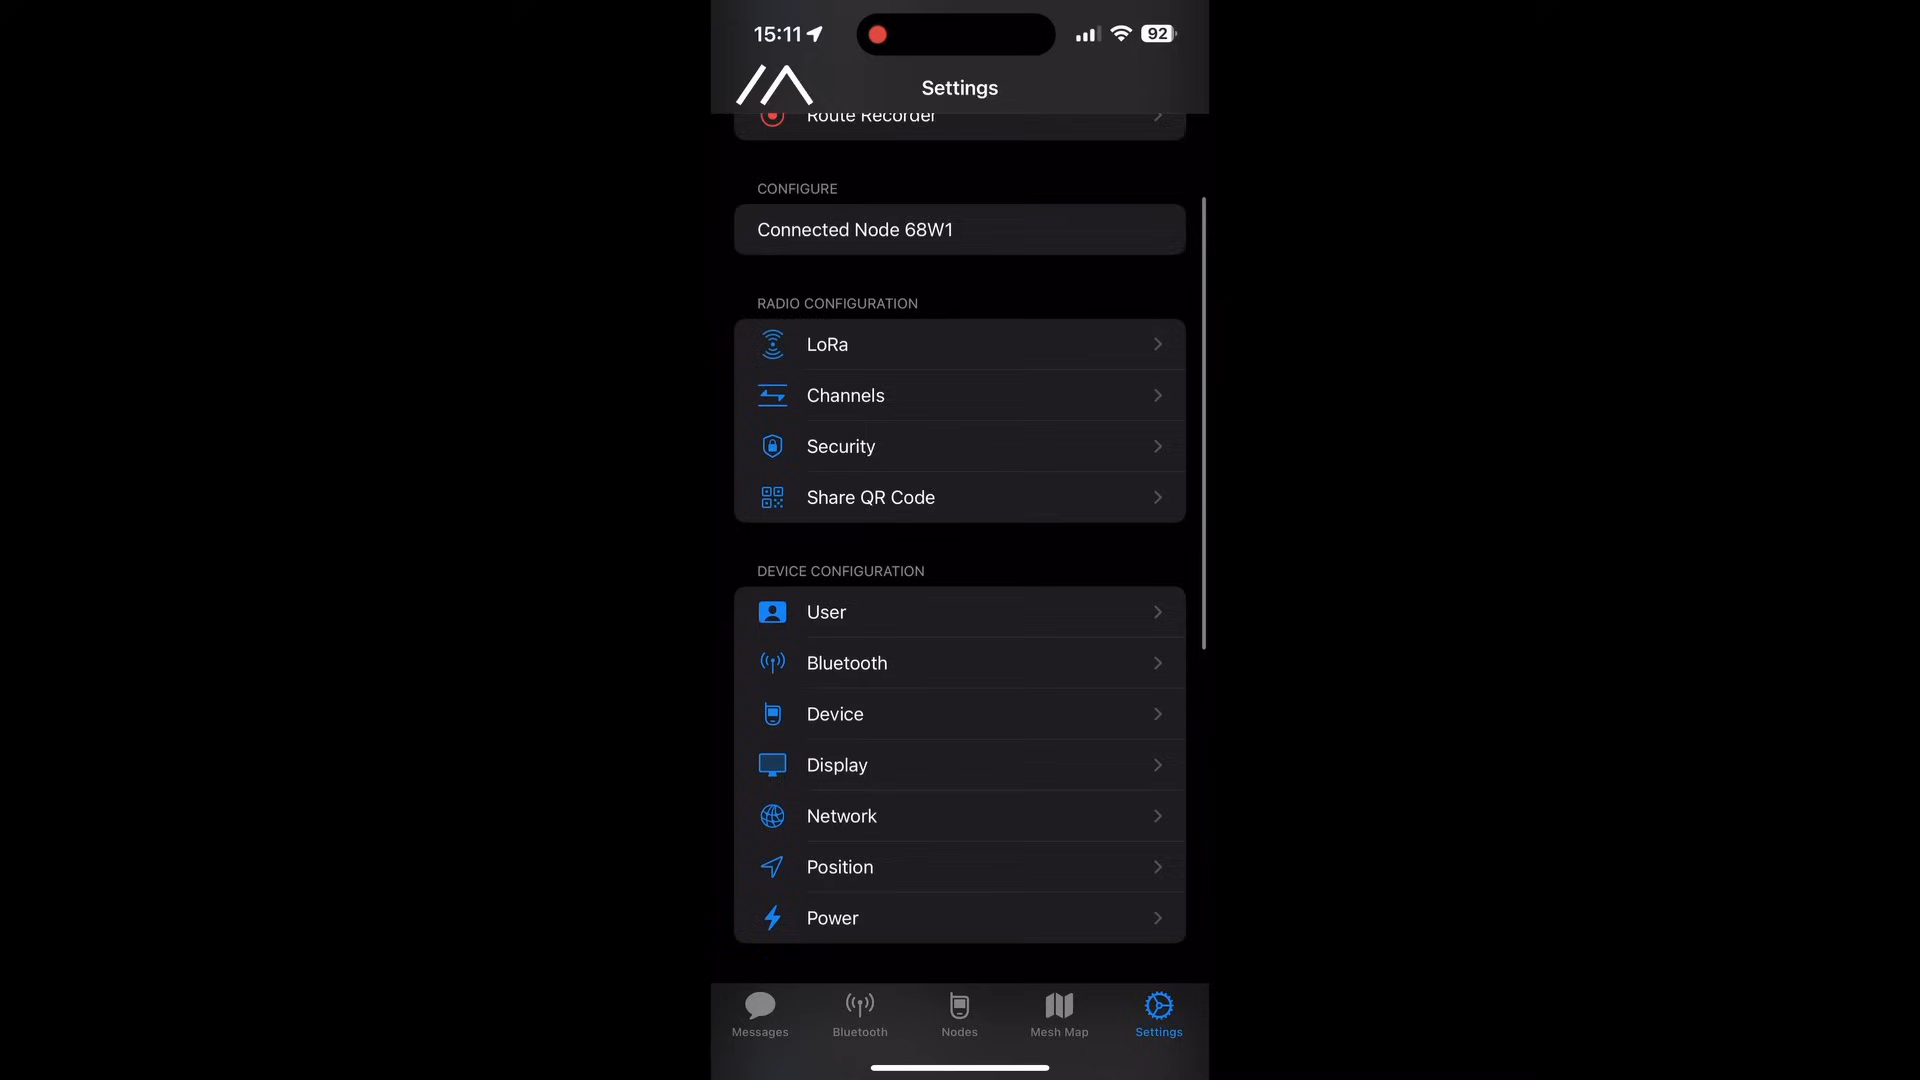 15:11
92
Settings
Route Recorder
CONFIGURE
Connected Node 68W1
RADIO CONFIGURATION
LoRa
Channels
Security
Share QR Code
DEVICE CONFIGURATION
User
Bluetooth
Device
Display
Network
Position
Power
Messages
Bluetooth
Nodes
Mesh Map
Settings